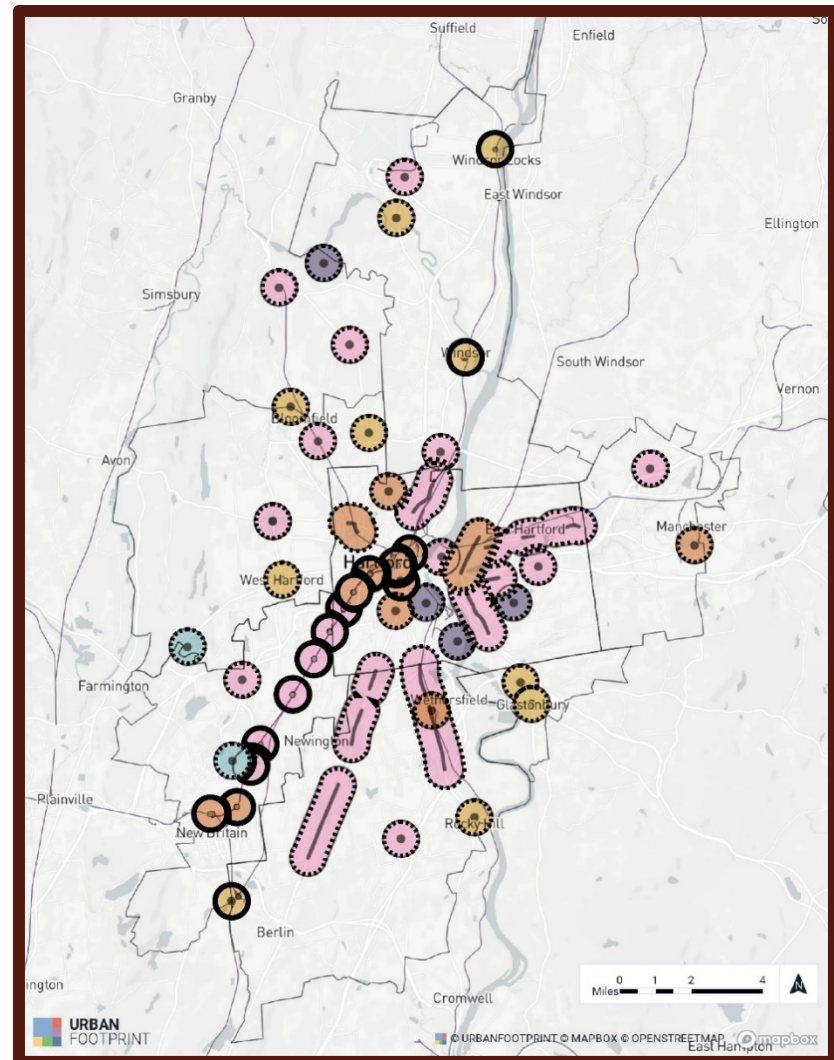 So
Suffield
Enfield
Granby
Windsor Locks
East Windsor
Ellington
Simsbury
Windsor
South Windsor
Vernon
Bloomfield
Avon
East Hartford
Manchester
Hartford
West Hartford
Farmington
Wethersfield
Glastonbury
Newington
Plainville
Rocky Hill
New Britain
Berlin
ington
Cromwell
0 1 2 4
Miles
N
URBAN
FOOTPRINT
© URBANFOOTPRINT © MAPBOX © OPENSTREETMAP
mapbox
East Hampton